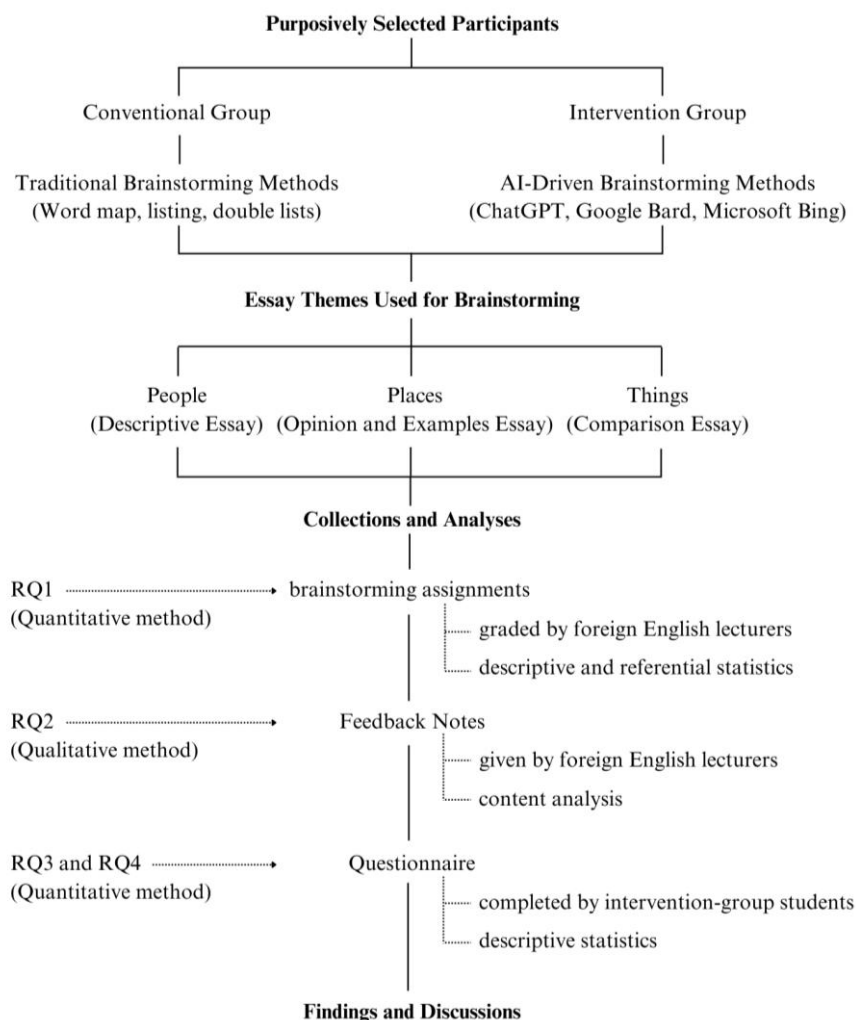 Purposively Selected Participants
Conventional Group
Intervention Group
Traditional Brainstorming Methods
(Word map, listing, double lists)
AI-Driven Brainstorming Methods
(ChatGPT, Google Bard, Microsoft Bing)
Essay Themes Used for Brainstorming
People
(Descriptive Essay)
Places
(Opinion and Examples Essay)
Things
(Comparison Essay)
Collections and Analyses
RQ1
(Quantitative method)
brainstorming assignments
graded by foreign English lecturers
descriptive and referential statistics
RQ2
(Qualitative method)
Feedback Notes
given by foreign English lecturers
content analysis
RQ3 and RQ4
(Quantitative method)
Questionnaire
completed by intervention-group students
descriptive statistics
Findings and Discussions